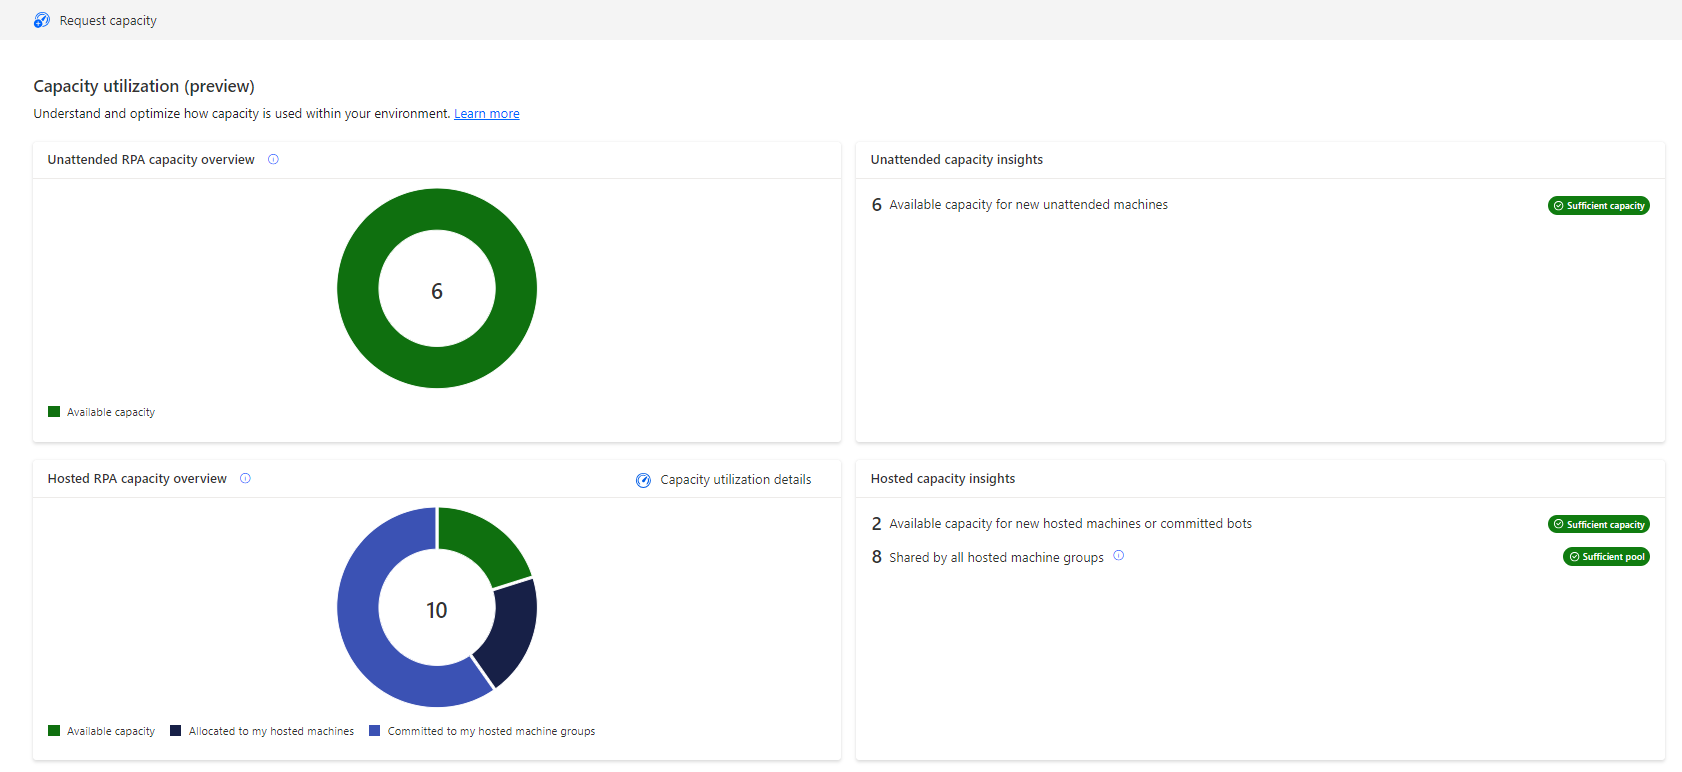 Request capacity
Capacity utilization (preview)
Understand and optimize how capacity is used within your environment. Learn more
Unattended RPA capacity overview
6
Available capacity
Unattended capacity insights
6 Available capacity for new unattended machines
Sufficient capacity
Hosted RPA capacity overview
Capacity utilization details
10
Available capacity
Allocated to my hosted machines
Committed to my hosted machine groups
Hosted capacity insights
2 Available capacity for new hosted machines or committed bots
Sufficient capacity
8 Shared by all hosted machine groups
Sufficient pool